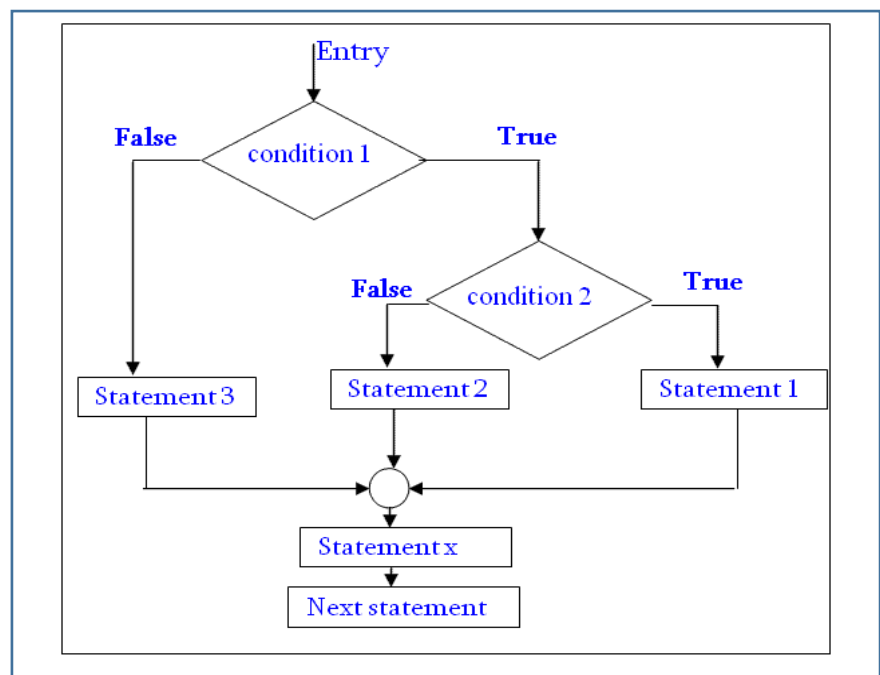 Entry
False
True
condition 1
False
condition 2
True
Statement 3
Statement 2
Statement 1
Statement x
Next statement